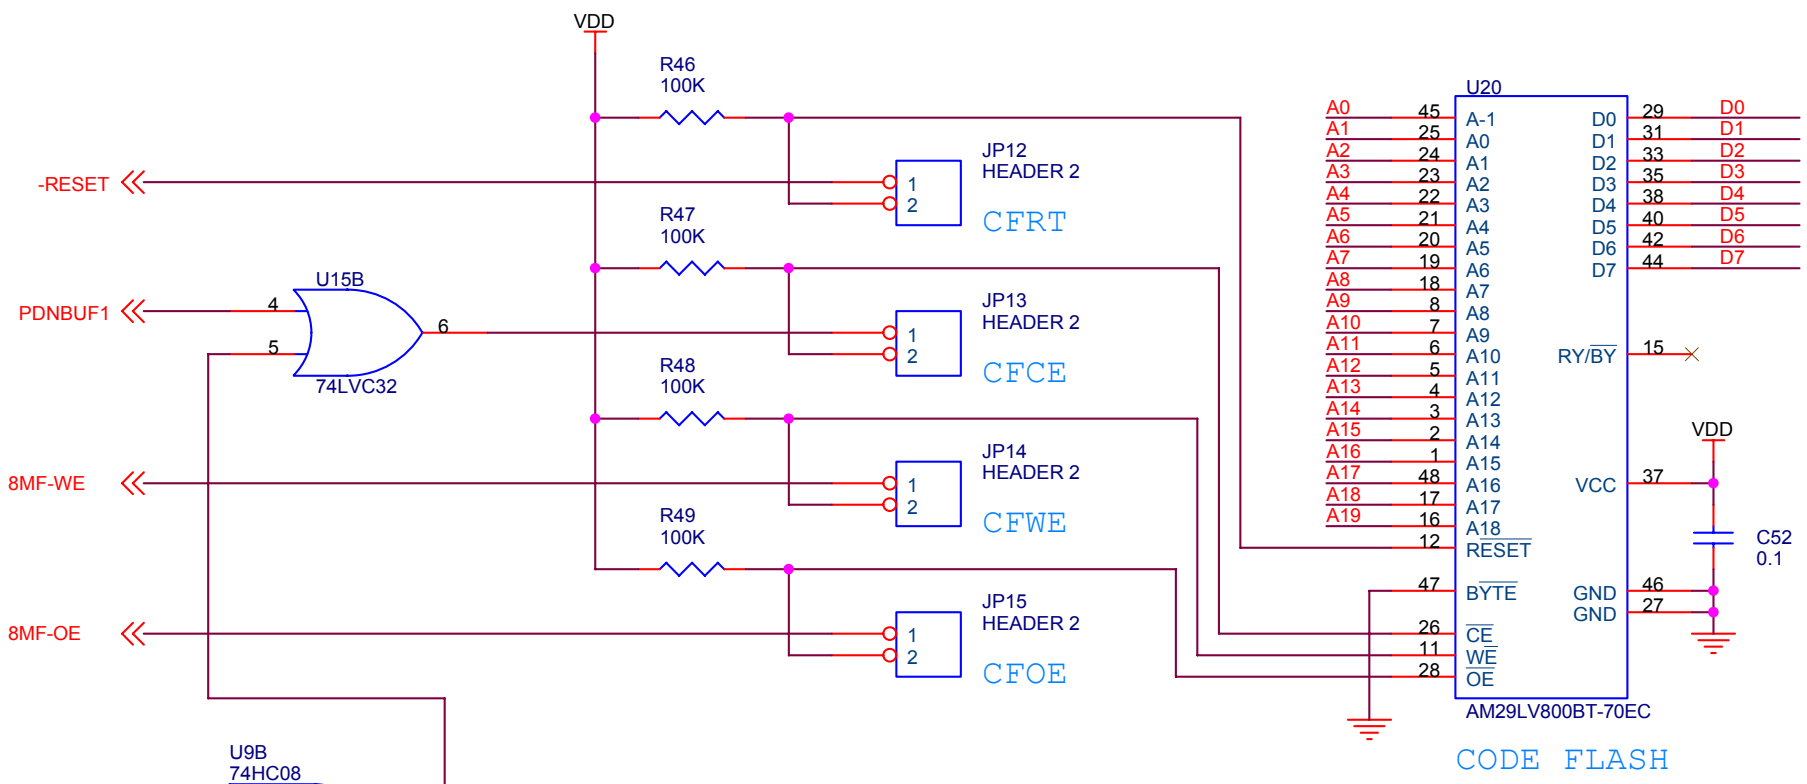 VDD
R46
100K
-RESET
JP12
HEADER 2
1
2
CFRT
R47
100K
PDNBUF1
U15B
4
5
6
74LVC32
JP13
HEADER 2
1
2
CFCE
R48
100K
8MF-WE
JP14
HEADER 2
1
2
CFWE
R49
100K
8MF-OE
JP15
HEADER 2
1
2
CFOE
U9B
74HC08
U20
A0 45 A-1
A1 25 A0
A2 24 A1
A3 23 A2
A4 22 A3
A5 21 A4
A6 20 A5
A7 19 A6
A8 18 A7
A9 8 A8
A10 7 A9
A11 6 A10
A12 5 A11
A13 4 A12
A14 3 A13
A15 2 A14
A16 1 A15
A17 48 A16
A18 17 A17
A19 16 A18
12 RESET
47 BYTE
26 CE
11 WE
28 OE
D0 29 D0
D1 31 D1
D2 33 D2
D3 35 D3
D4 38 D4
D5 40 D5
D6 42 D6
D7 44 D7
RY/BY 15
VDD
VCC 37
C52
0.1
GND 46
GND 27
AM29LV800BT-70EC
CODE FLASH